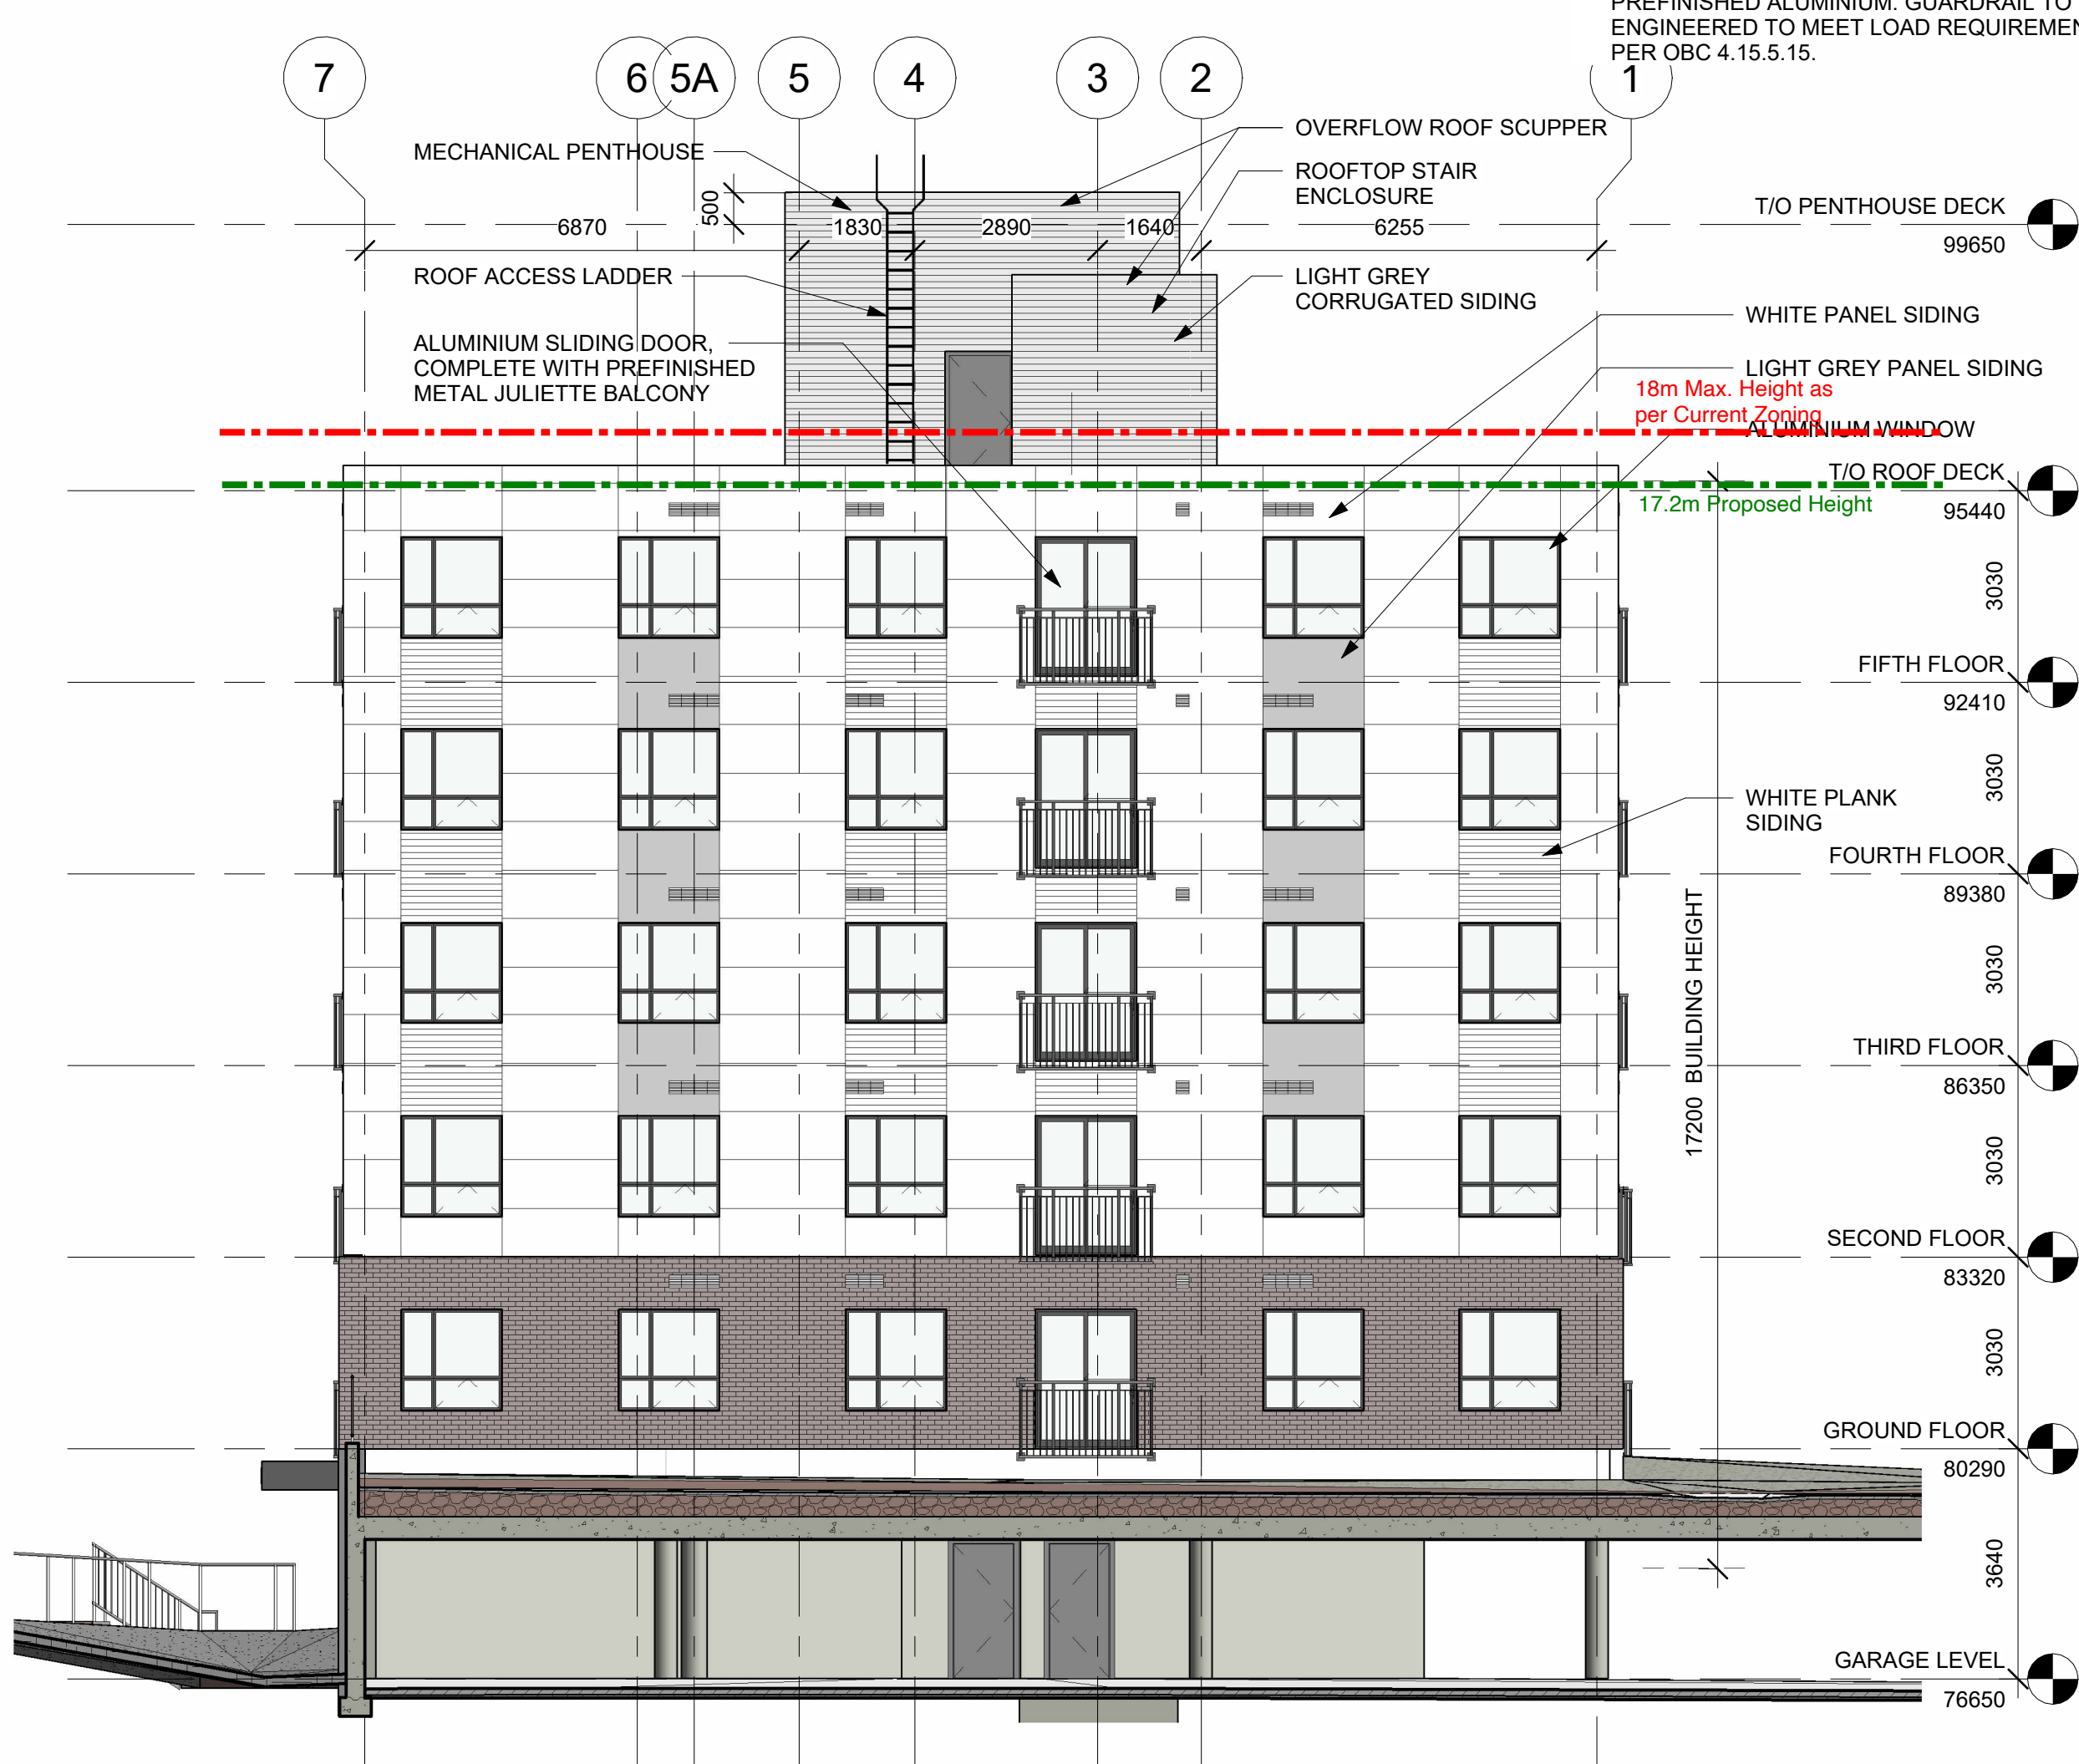 PREFINISHED ALUMINIUM. GUARDRAIL TO
ENGINEERED TO MEET LOAD
PER OBC 4.15.5.15.
7
6
5A
5
4
3
2
1
MECHANICAL PENTHOUSE
OVERFLOW ROOF SCUPPER
ROOFTOP STAIR
ENCLOSURE
500
T/O PENTHOUSE DECK
99650
6870
1830
2890
1640
6255
ROOF ACCESS LADDER
LIGHT GREY
CORRUGATED SIDING
WHITE PANEL SIDING
ALUMINIUM SLIDING DOOR,
COMPLETE WITH PREFINISHED
METAL JULIETTE BALCONY
LIGHT GREY PANEL SIDING
18m Max. Height as
per Current Zoning
ALUMINIUM WINDOW
T/O ROOF DECK
95440
17.2m Proposed Height
3030
FIFTH FLOOR
92410
3030
WHITE PLANK
SIDING
FOURTH FLOOR
89380
17200 BUILDING HEIGHT
3030
THIRD FLOOR
86350
3030
SECOND FLOOR
83320
3030
GROUND FLOOR
80290
3640
GARAGE LEVEL
76650